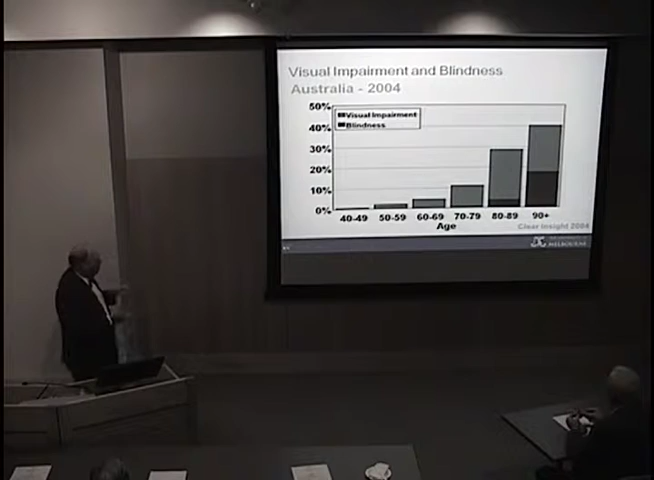 Visual Impairment and Blindness
Australia - 2004
50%
Visual Impairment
Blindness
40%
30%
20%
10%
0%
40-49 50-59 60-69 70-79 80-89 90+
Age
Clear Insight 2004
MELBOURNE